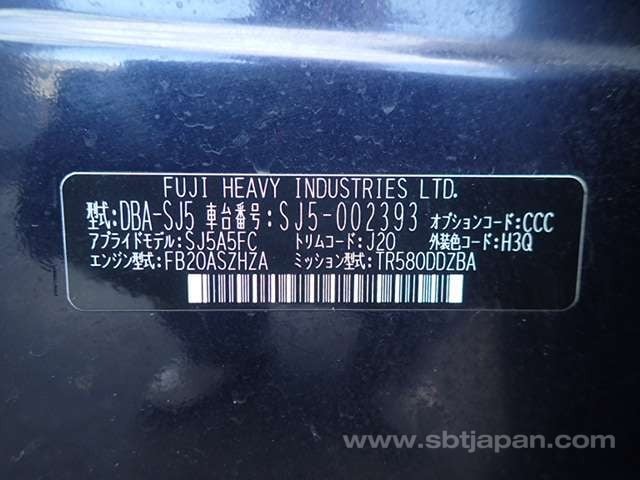 FUJI HEAVY INDUSTRIES LTD.
型式:DBA-SJ5 車台番号:SJ5-002393 オプションコード:CCC
アプライドモデル:SJ5A5FC トリムコード:J20 外装色コード:H3Q
エンジン型式:FB20ASZHZA ミッション型式:TR580DDZBA
www.sbtjapan.com